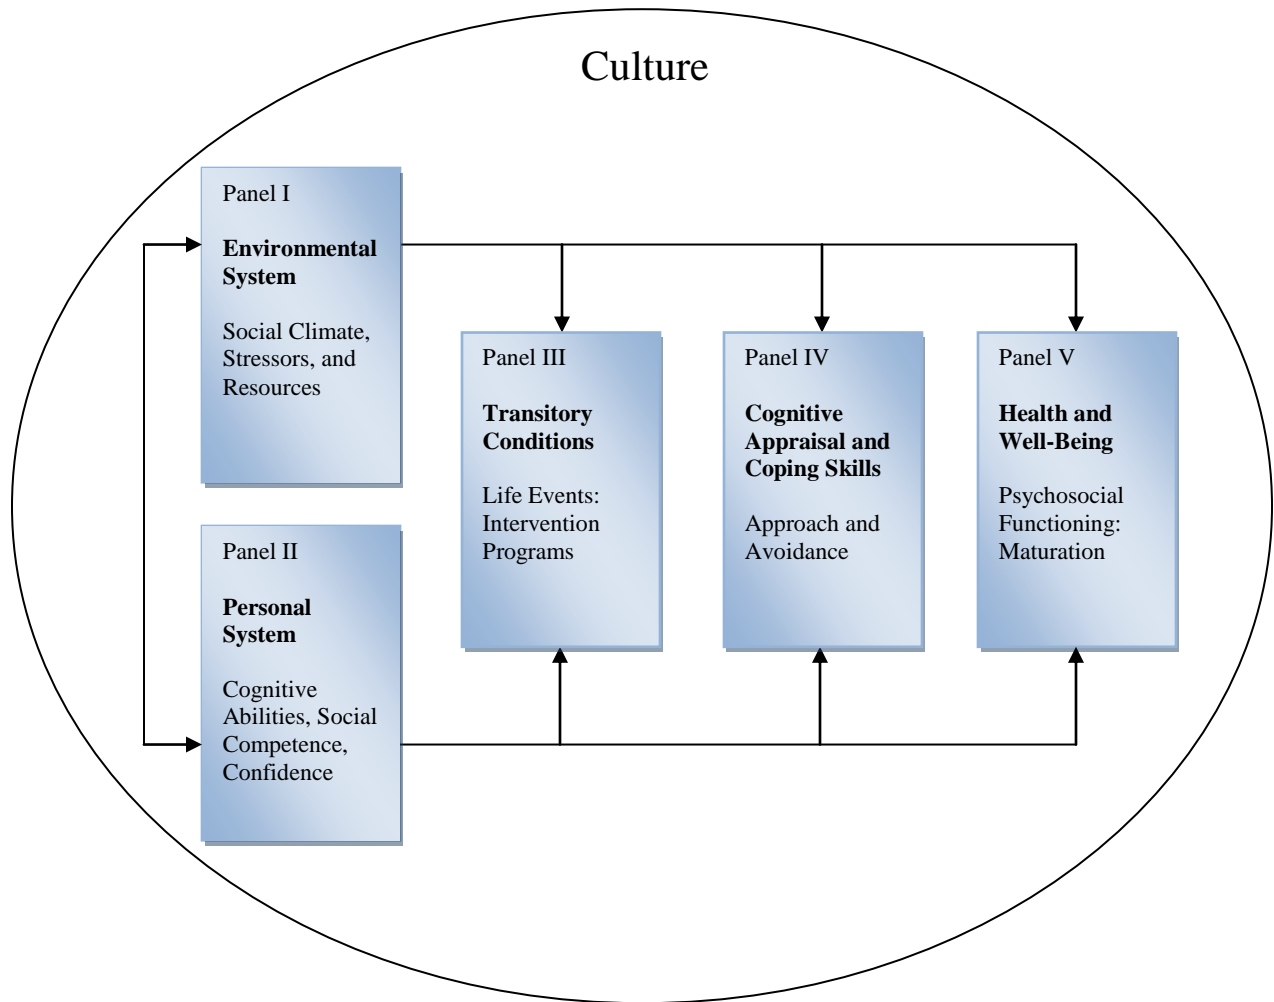 Culture
Panel I
Environmental
System
Social Climate,
Stressors, and
Resources
Panel II
Personal
System
Cognitive
Abilities, Social
Competence,
Confidence
Panel III
Transitory
Conditions
Life Events:
Intervention
Programs
Panel IV
Cognitive
Appraisal and
Coping Skills
Approach and
Avoidance
Panel V
Health and
Well-Being
Psychosocial
Functioning:
Maturation